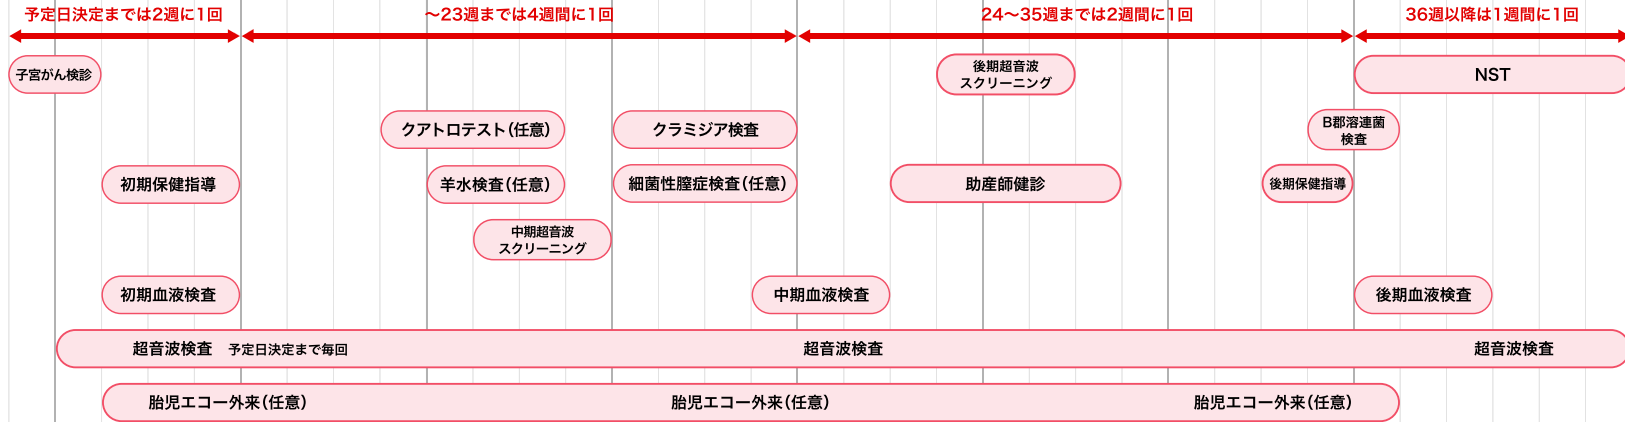 予定日決定までは2週に1回
～23週までは4週間に1回
24～35週までは2週間に1回
36週以降は1週間に1回
子宮がん検診
後期超音波
スクリーニング
NST
クアトロテスト(任意)
クラミジア検査
B郡溶連菌
検査
初期保健指導
羊水検査(任意)
細菌性膣症検査(任意)
助産師健診
後期保健指導
中期超音波
スクリーニング
初期血液検査
中期血液検査
後期血液検査
超音波検査 予定日決定まで毎回
超音波検査
超音波検査
胎児エコー外来(任意)
胎児エコー外来(任意)
胎児エコー外来(任意)